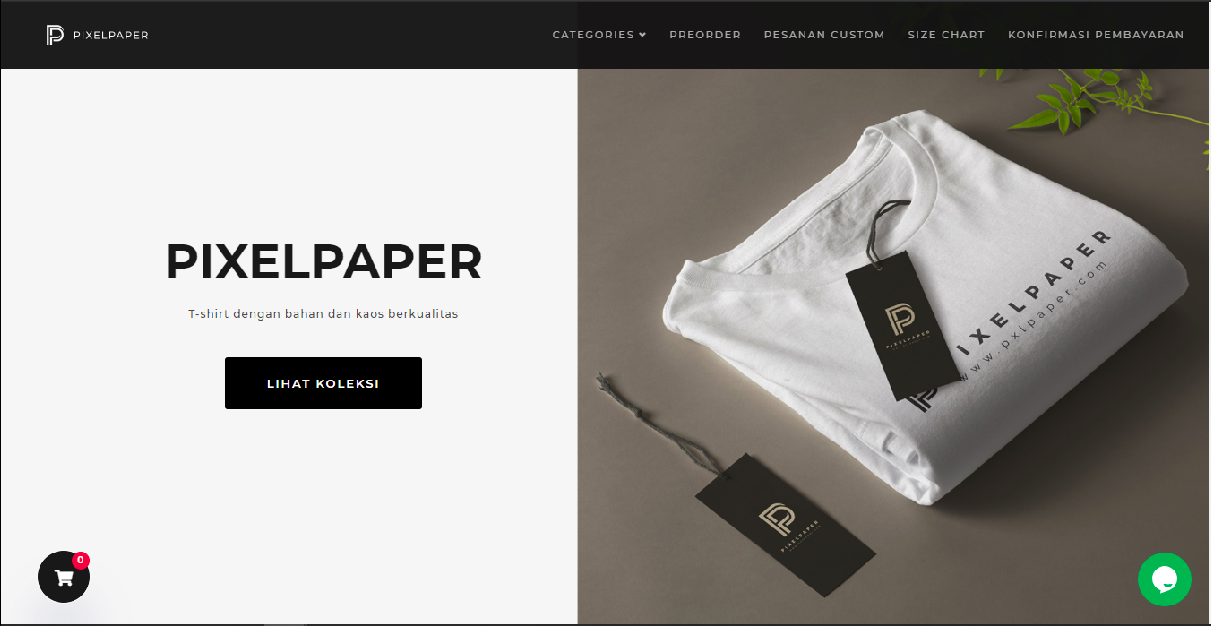 PIXELPAPER
CATEGORIES PREORDER PESANAN CUSTOM SIZE CHART KONFIRMASI PEMBAYARAN
PIXELPAPER
T-shirt dengan bahan dan kaos berkualitas
LIHAT KOLEKSI
0
IXELPAPER
www.pxlpaper.com
PIXELPAPER
PIXELPAPER